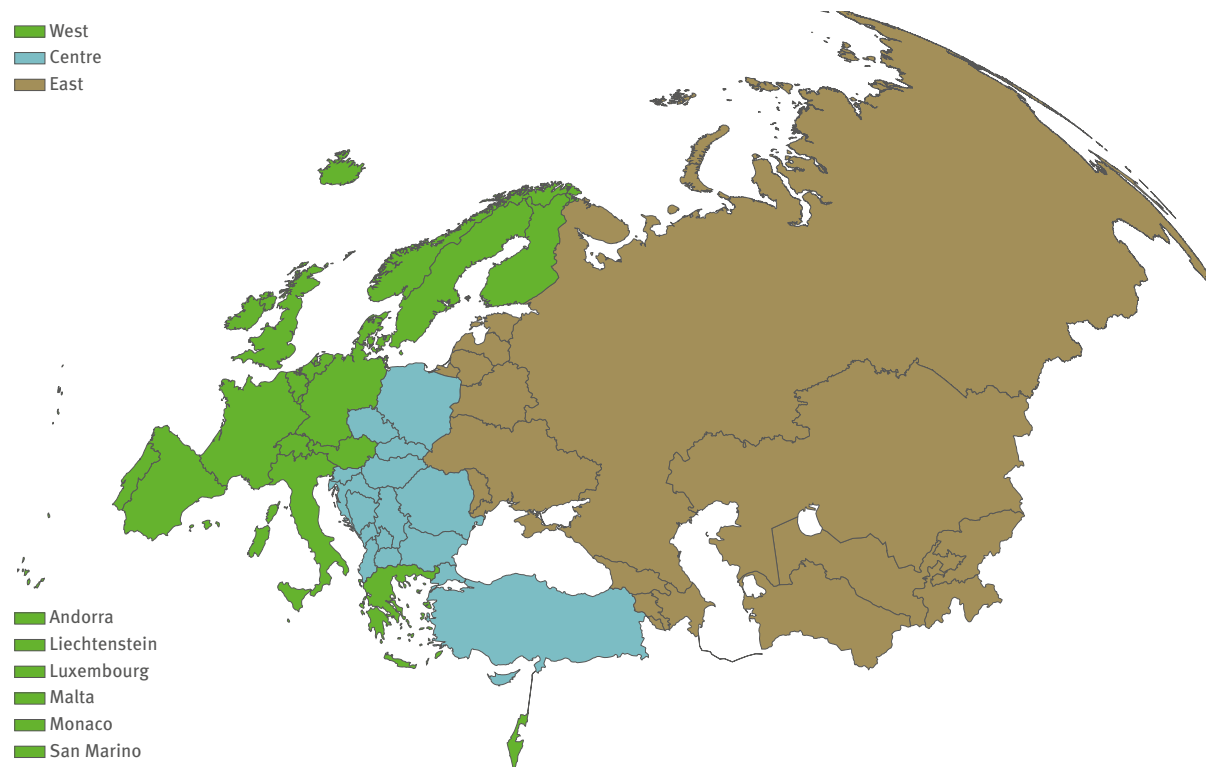 West
Centre
East
Andorra
Liechtenstein
Luxembourg
Malta
Monaco
San Marino